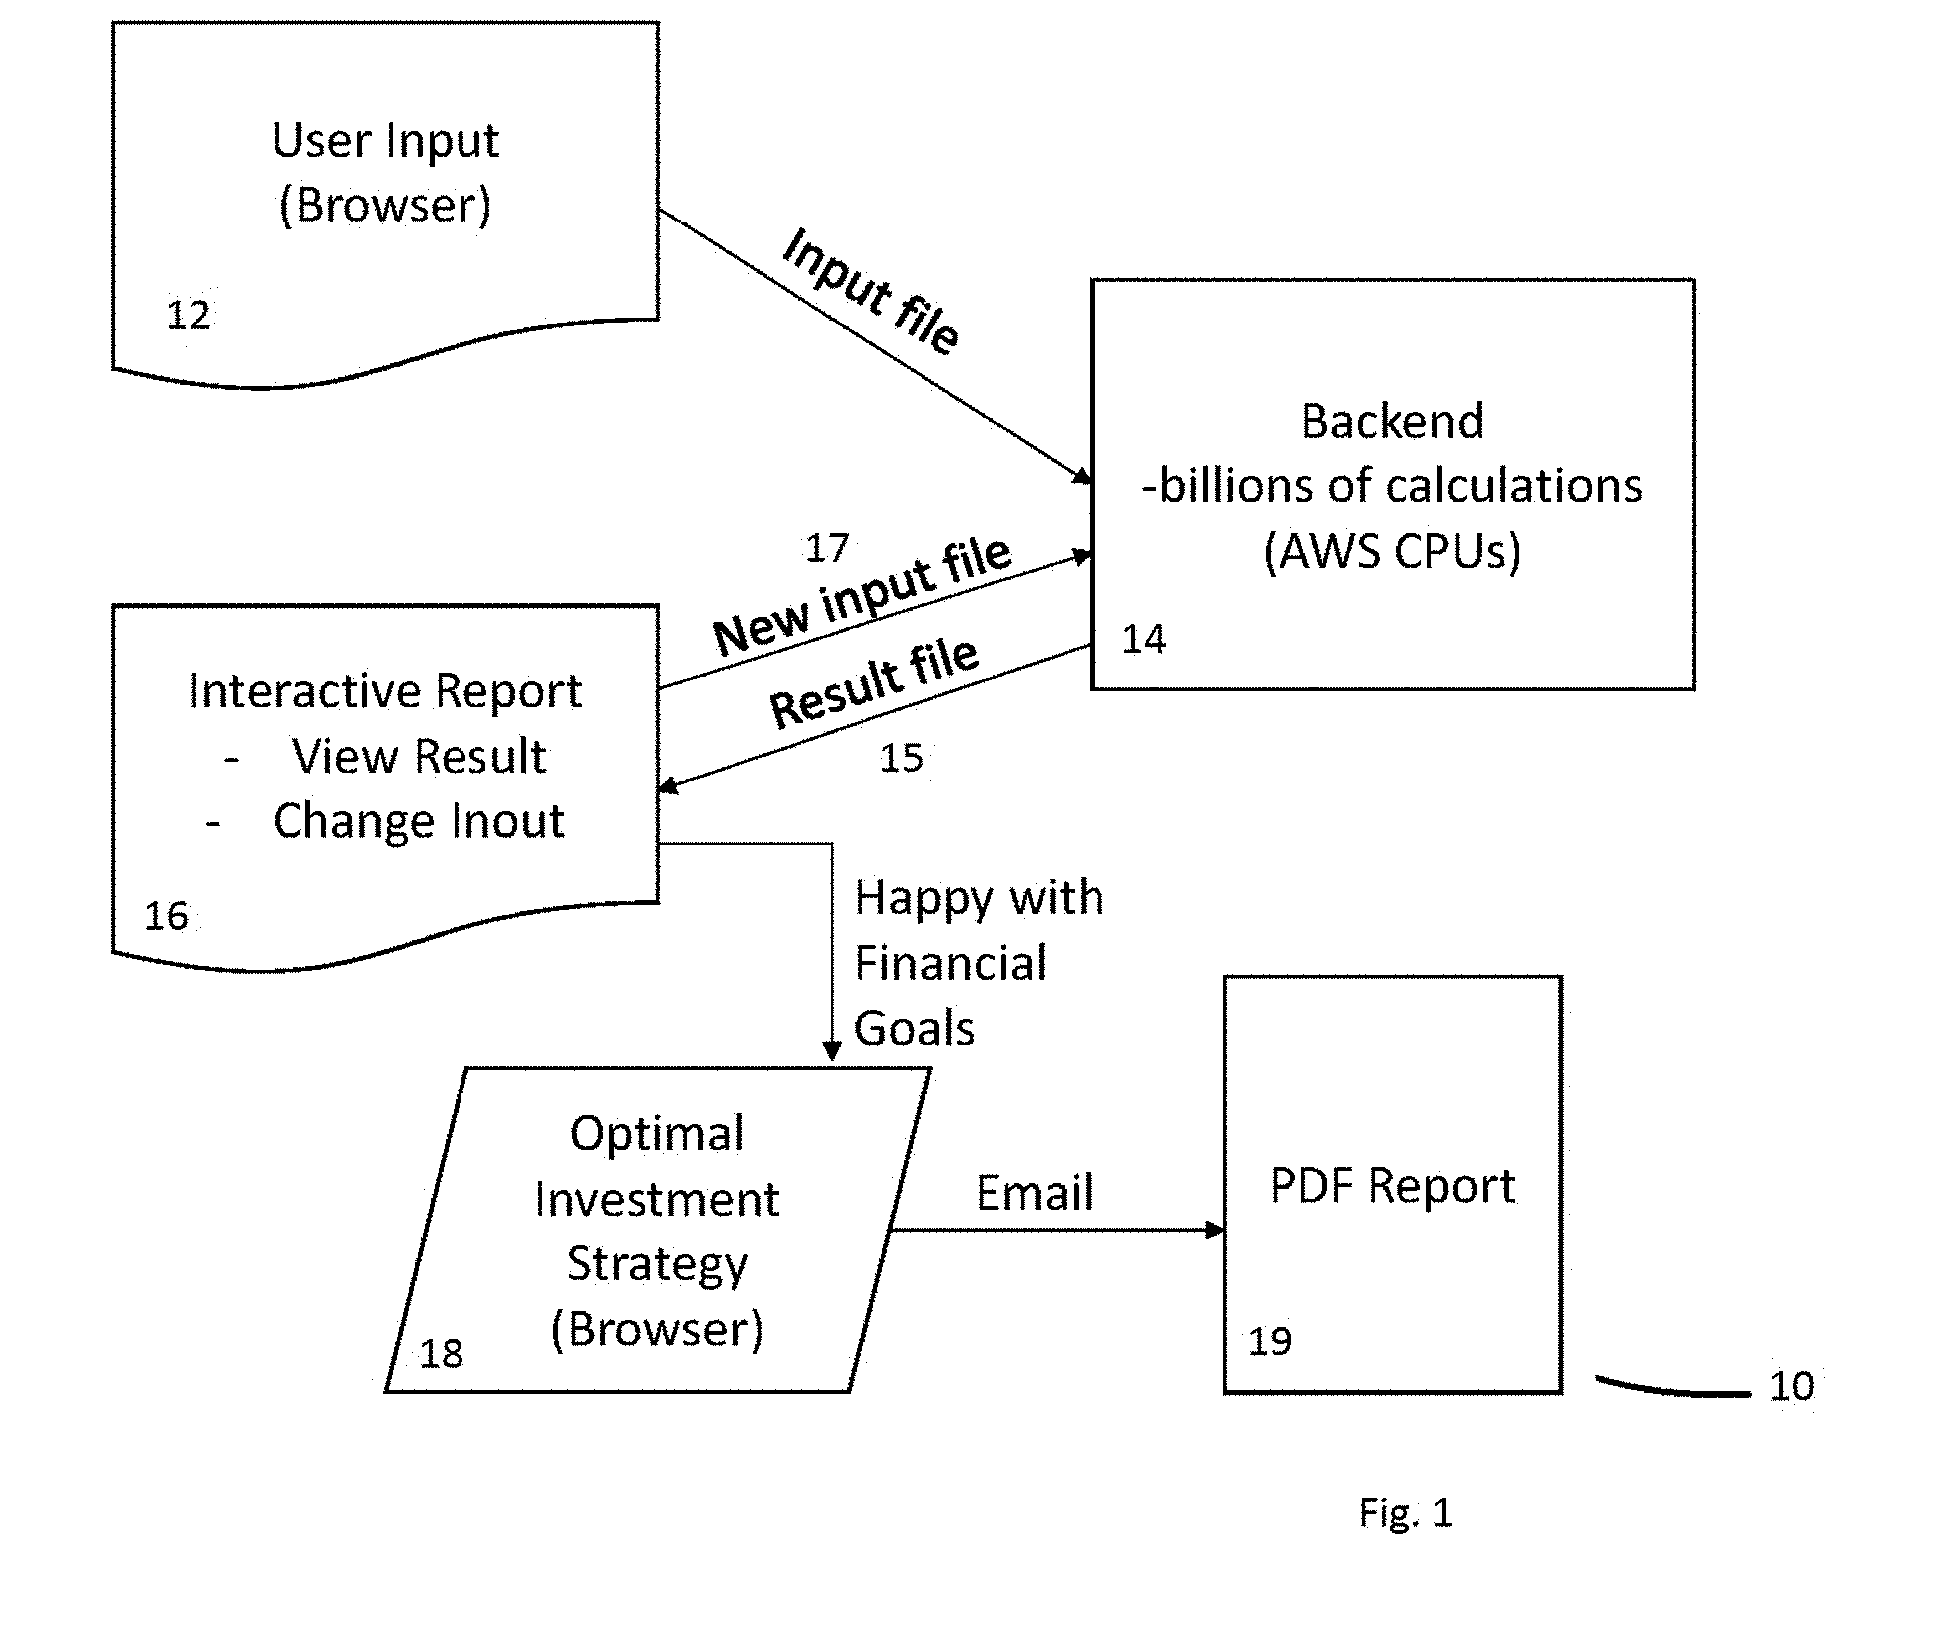 User Input
(Browser)
12
Input file
Backend
-billions of calculations
(AWS CPUs)
14
17
New input file
Result file
15
Interactive Report
- View Result
- Change Inout
16
Happy with
Financial
Goals
Optimal
Investment
Strategy
(Browser)
18
Email
PDF Report
19
10
Fig. 1